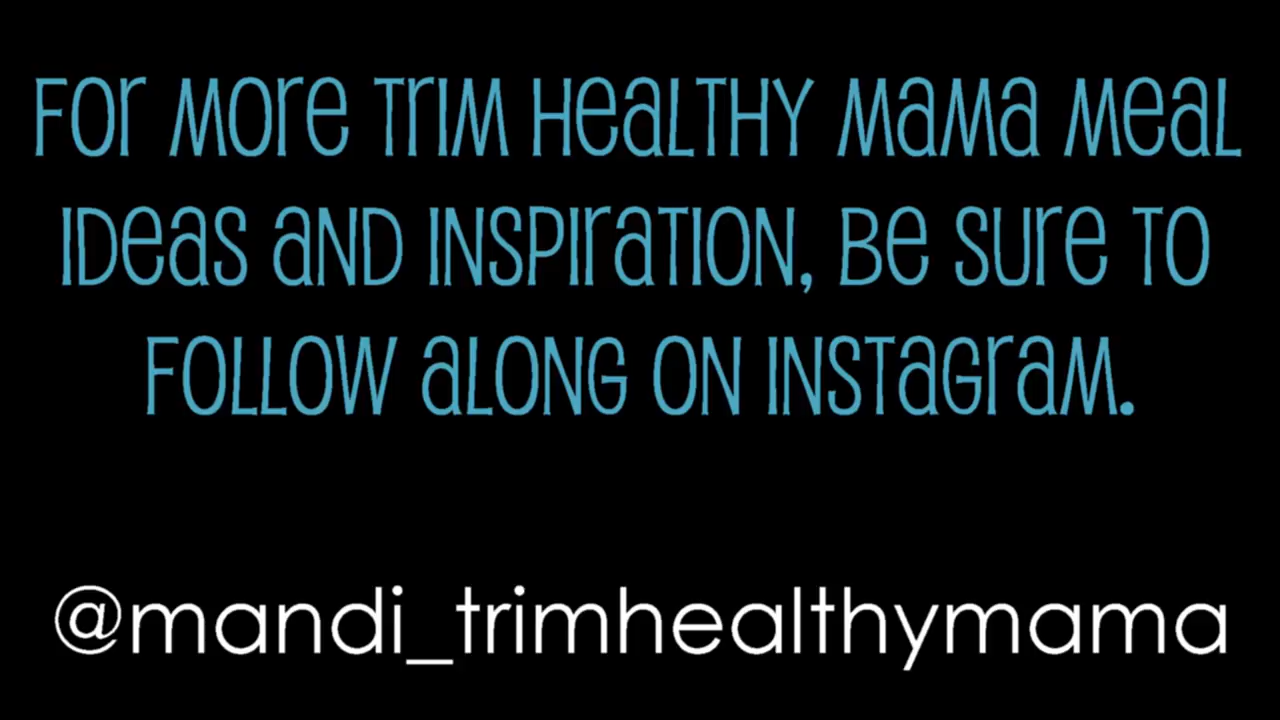 For more Trim Healthy Mama meal
ideas and inspiration, be sure to
follow along on Instagram.
@mandi_trimhealthymama